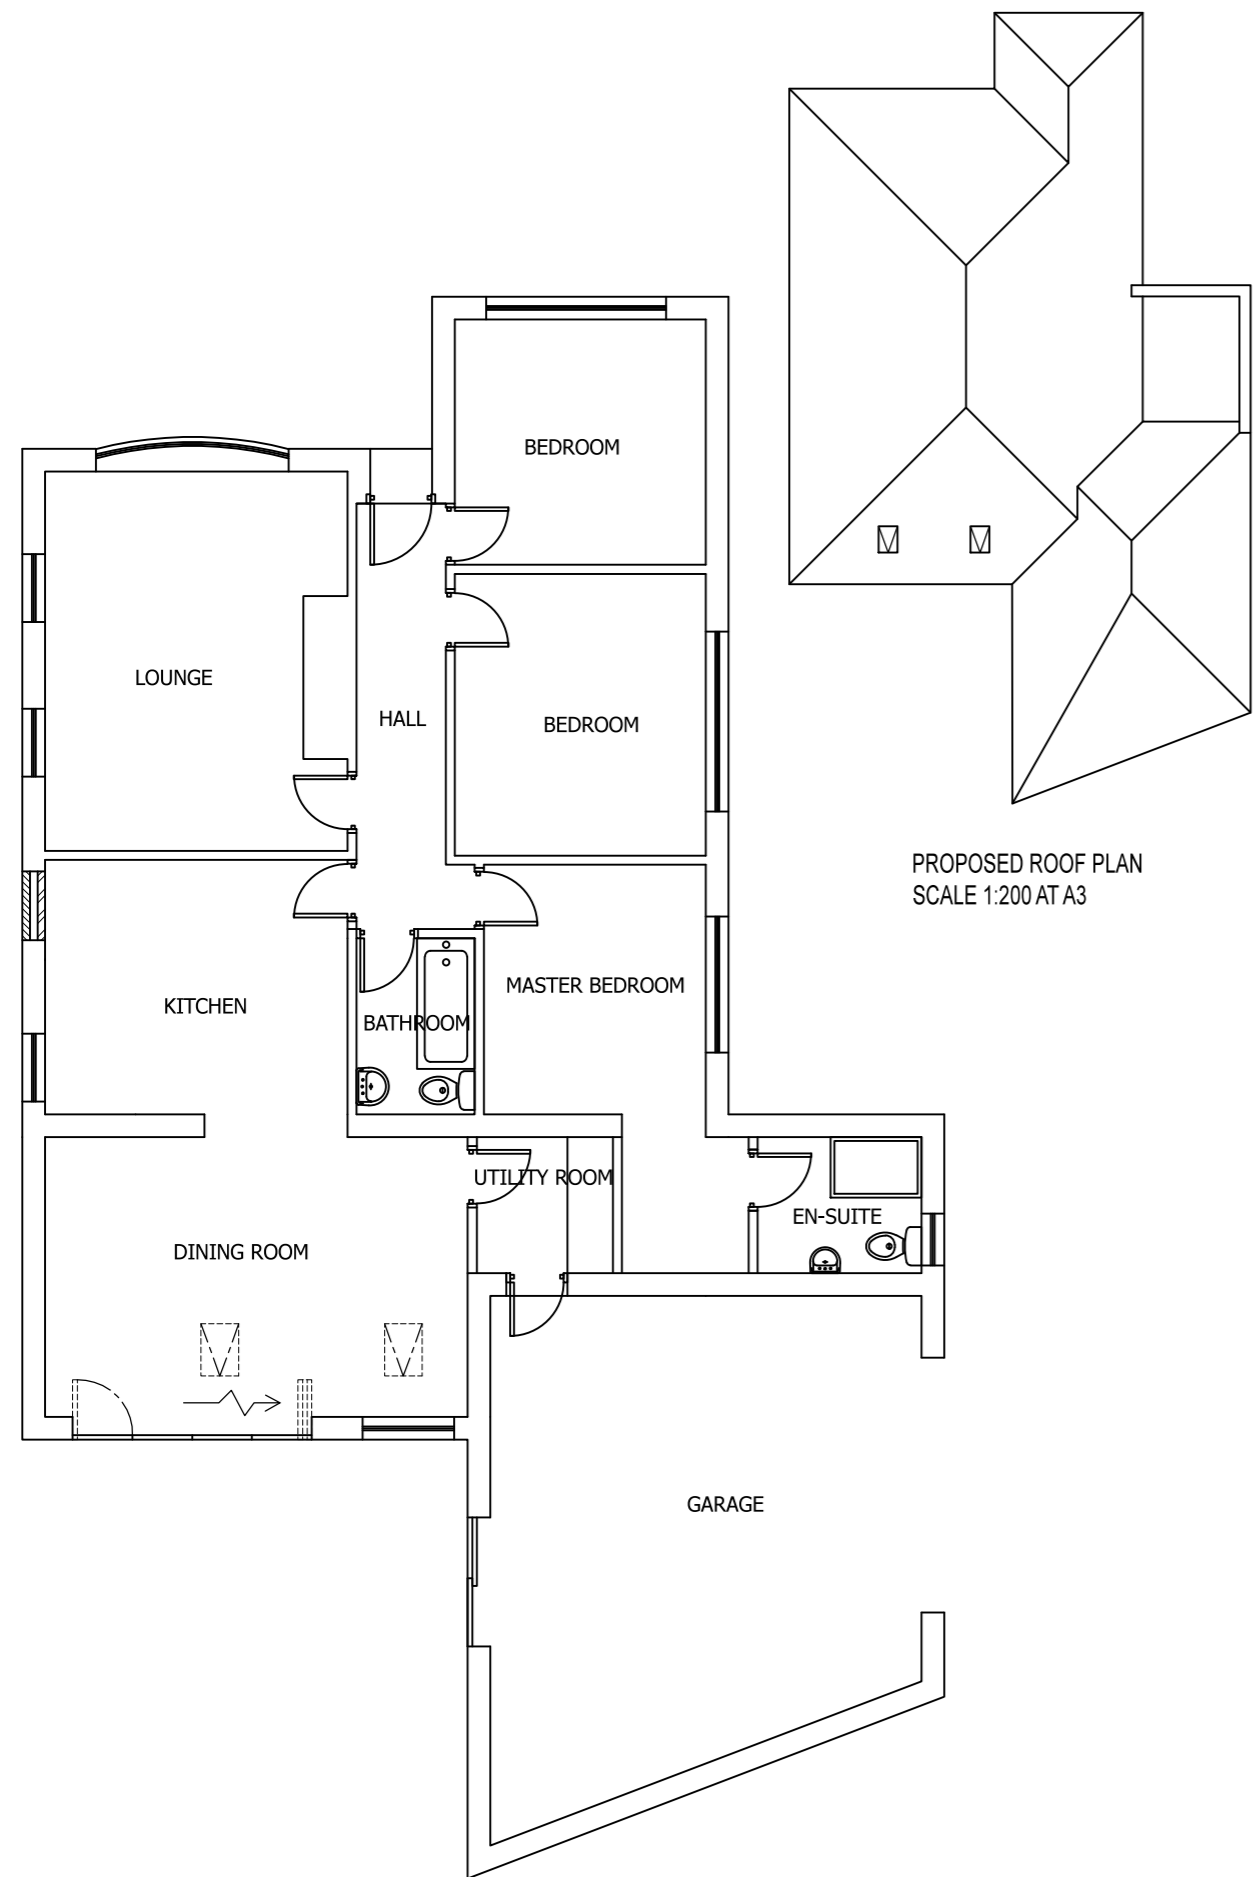 BEDROOM
LOUNGE
HALL
BEDROOM
PROPOSED ROOF PLAN
SCALE 1:200 AT A3
KITCHEN
MASTER BEDROOM
BATHROOM
UTILITY ROOM
EN-SUITE
DINING ROOM
GARAGE